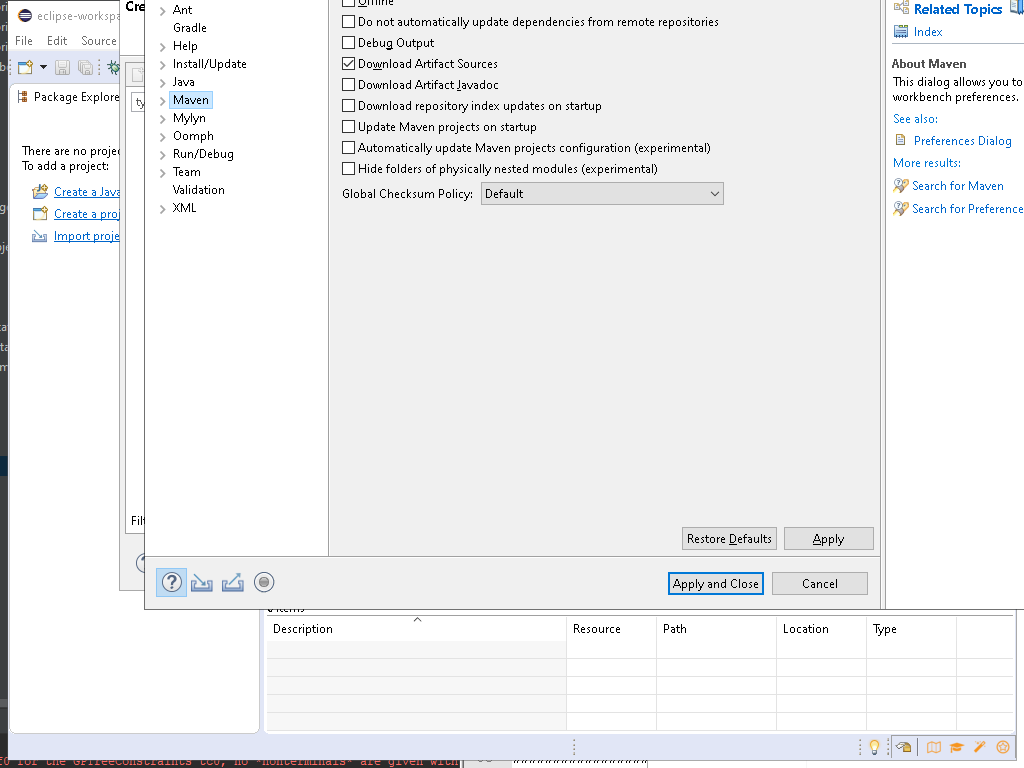 eclipse-workspa
File Edit Source
Package Explore
There are no projec
To add a project:
Create a Java
Create a proj
Import proje
Cre
ty
Filt
Ant
Gradle
Help
Install/Update
Java
Maven
Mylyn
Oomph
Run/Debug
Team
Validation
XML
Offline
Do not automatically update dependencies from remote repositories
Debug Output
Download Artifact Sources
Download Artifact Javadoc
Download repository index updates on startup
Update Maven projects on startup
Automatically update Maven projects configuration (experimental)
Hide folders of physically nested modules (experimental)
Global Checksum Policy: Default
Restore Defaults Apply
Apply and Close Cancel
Related Topics
Index
About Maven
This dialog allows you to
workbench preferences.
See also:
Preferences Dialog
More results:
Search for Maven
Search for Preference
items
Description Resource Path Location Type
for the GPTreeConstraints tc0, no *nonterminals* are given with